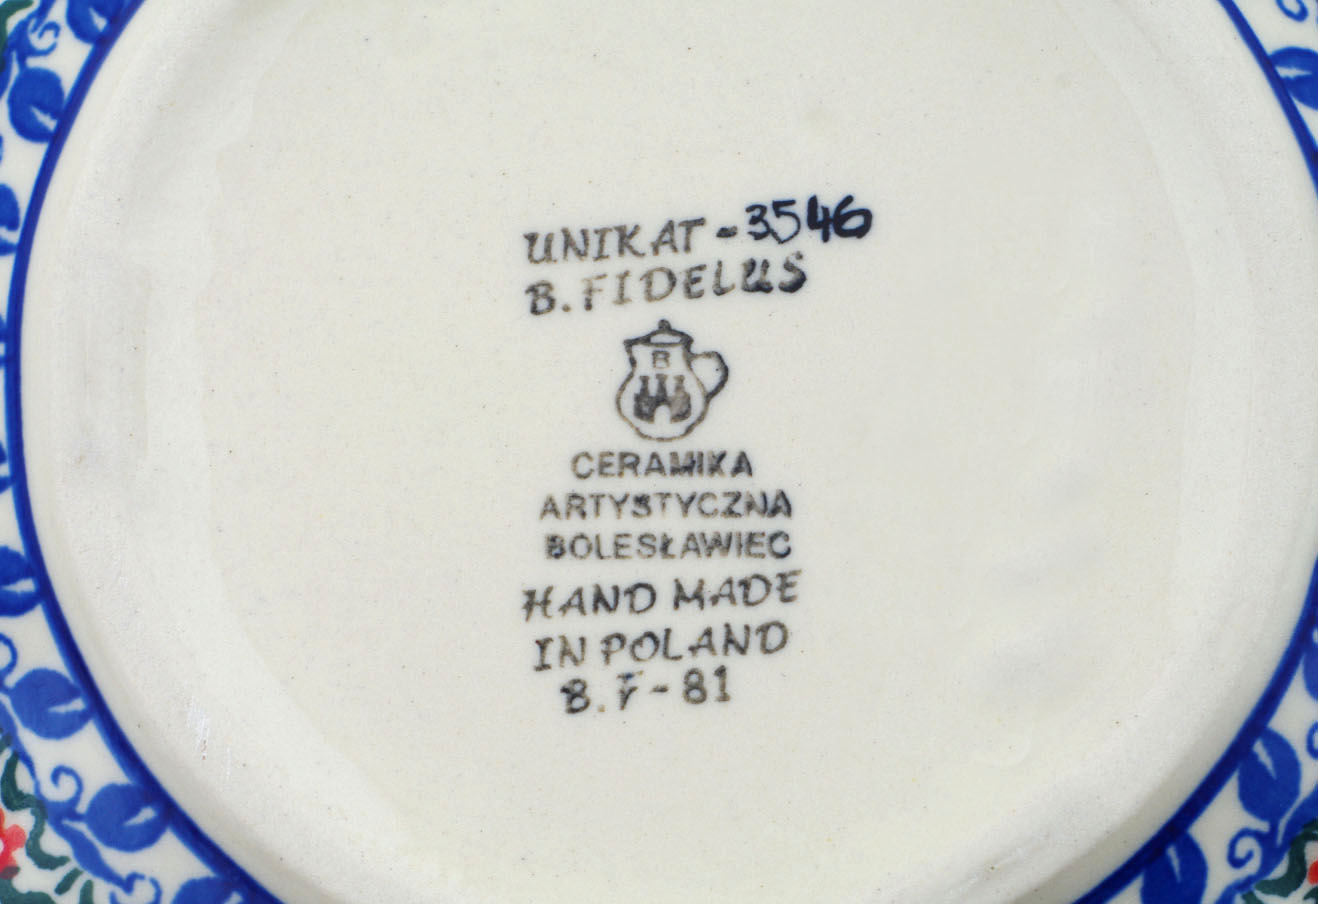 UNIKAT-3546
B. FIDELUS
B
CERAMIKA
ARTYSTYCZNA
BOLESŁAWIEC
HAND MADE
IN POLAND
B. F-81